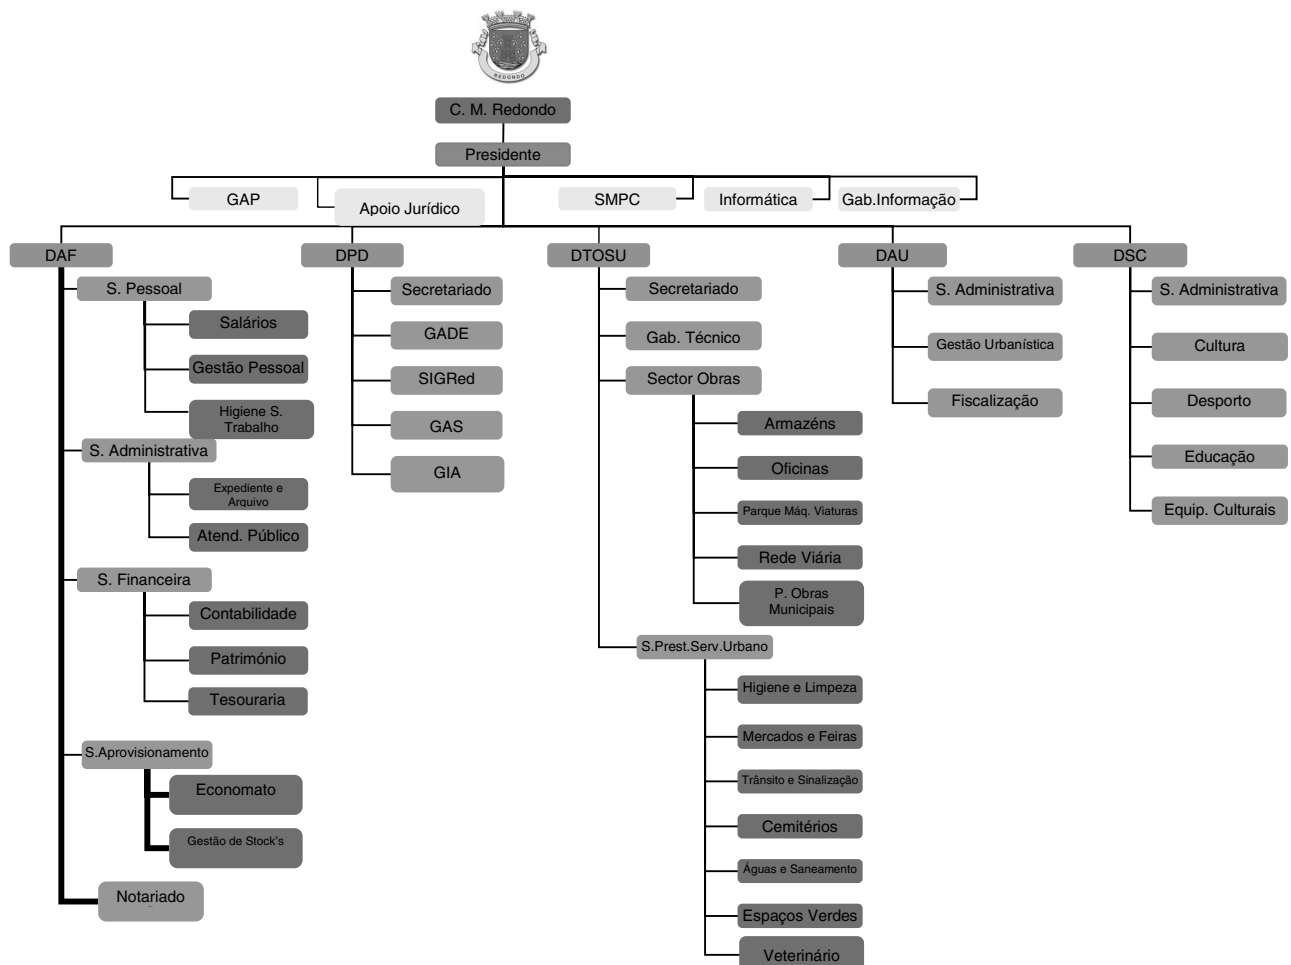 REDONDO
C. M. Redondo
Presidente
GAP
Apoio Jurídico
SMPC
Informática
Gab.Informação
DAF
DPD
DTOSU
DAU
DSC
S. Pessoal
Salários
Gestão Pessoal
Higiene S.
Trabalho
S. Administrativa
Expediente e
Arquivo
Atend. Público
S. Financeira
Contabilidade
Património
Tesouraria
S.Aprovisionamento
Economato
Gestão de Stock's
Notariado
Secretariado
GADE
SIGRed
GAS
GIA
Secretariado
Gab. Técnico
Sector Obras
Armazéns
Oficinas
Parque Máq. Viaturas
Rede Viária
P. Obras
Municipais
S.Prest.Serv.Urbano
Higiene e Limpeza
Mercados e Feiras
Trânsito e Sinalização
Cemitérios
Águas e Saneamento
Espaços Verdes
Veterinário
S. Administrativa
Gestão Urbanística
Fiscalização
S. Administrativa
Cultura
Desporto
Educação
Equip. Culturais